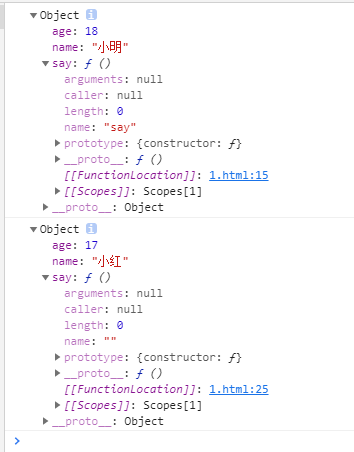 ▼Object i
age: 18
name: "小明"
▼say: ƒ ()
arguments: null
caller: null
length: 0
name: "say"
▶prototype: {constructor: ƒ}
▶__proto__: ƒ ()
[[FunctionLocation]]: 1.html:15
▶[[Scopes]]: Scopes[1]
▶__proto__: Object
▼Object i
age: 17
name: "小红"
▼say: ƒ ()
arguments: null
caller: null
length: 0
name: ""
▶prototype: {constructor: ƒ}
▶__proto__: ƒ ()
[[FunctionLocation]]: 1.html:25
▶[[Scopes]]: Scopes[1]
▶__proto__: Object
>